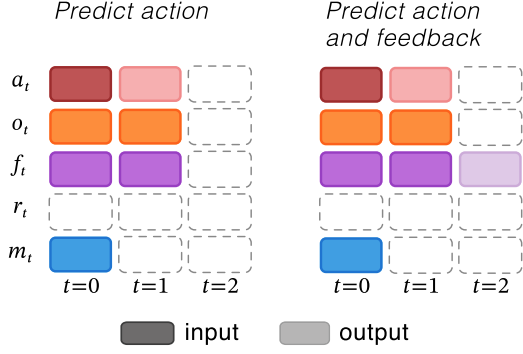 Predict action
Predict action
and feedback
a_t
o_t
f_t
r_t
m_t
t=0 t=1 t=2
t=0 t=1 t=2
input output